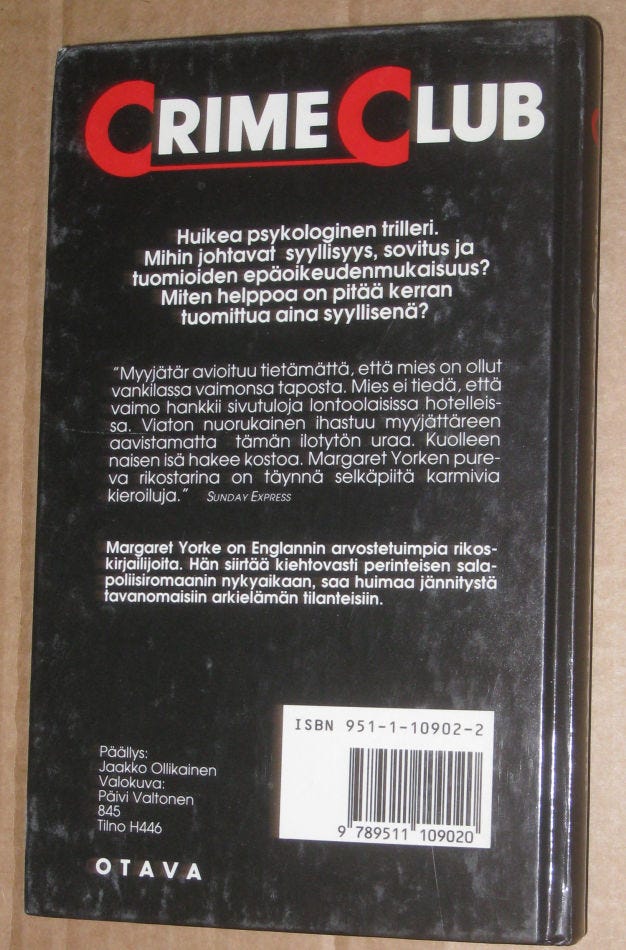 CRIME CLUB
Huikea psykologinen trilleri.
Mihin johtavat syyllisyys, sovitus ja
tuomioiden epäoikeudenmukaisuus?
Miten helppoa on pitää kerran
tuomittua aina syyllisenä?
"Myyjätär avioituu tietämättä, että mies on ollut
vankilassa vaimonsa taposta. Mies ei tiedä, että
vaimo hankkii sivutuloja lontoolaisissa hotelleis-
sa. Viaton nuorukainen ihastuu myyjättäreen
aavistamatta tämän ilotytön uraa. Kuolleen
naisen isä hakee kostoa. Margaret Yorken pure-
va rikostarina on täynnä selkäpiitä karmivia
kieroiluja." SUNDAY EXPRESS
Margaret Yorke on Englannin arvostetuimpia rikos-
kirjailijoita. Hän siirtää kiehtovasti perinteisen sala-
poliisiromaanin nykyaikaan, saa huimaa jännitystä
tavanomaisiin arkielämän tilanteisiin.
ISBN 951-1-10902-2
9 789511 109020
Päällys:
Jaakko Ollikainen
Valokuva:
Päivi Valtonen
845
Tilno H446
OTAVA